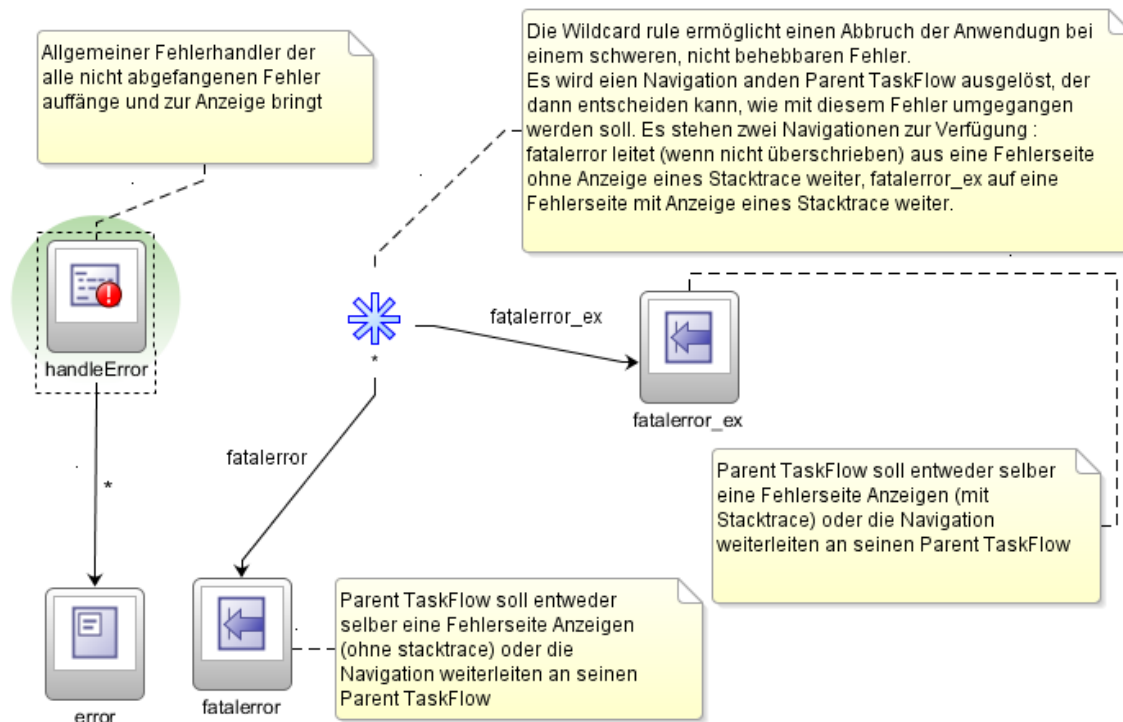 Allgemeiner Fehlerhandler der
alle nicht abgefangenen Fehler
auffänge und zur Anzeige bringt
Die Wildcard rule ermöglicht einen Abbruch der Anwendugn bei
einem schweren, nicht behebbaren Fehler.
Es wird eien Navigation anden Parent TaskFlow ausgelöst, der
dann entscheiden kann, wie mit diesem Fehler umgegangen
werden soll. Es stehen zwei Navigationen zur Verfügung :
fatalerror leitet (wenn nicht überschrieben) aus eine Fehlerseite
ohne Anzeige eines Stacktrace weiter, fatalerror_ex auf eine
Fehlerseite mit Anzeige eines Stacktrace weiter.
handleError
*
fatalerror_ex
fatalerror_ex
fatalerror
*
Parent TaskFlow soll entweder selber
eine Fehlerseite Anzeigen (mit
Stacktrace) oder die Navigation
weiterleiten an seinen Parent TaskFlow
Parent TaskFlow soll entweder
selber eine Fehlerseite Anzeigen
(ohne stacktrace) oder die
Navigation weiterleiten an seinen
Parent TaskFlow
error
fatalerror